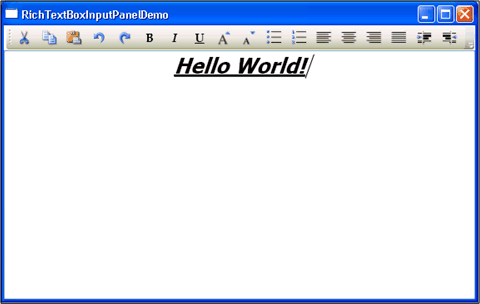 RichTextBoxInputPanelDemo
B I U A A
Hello World!